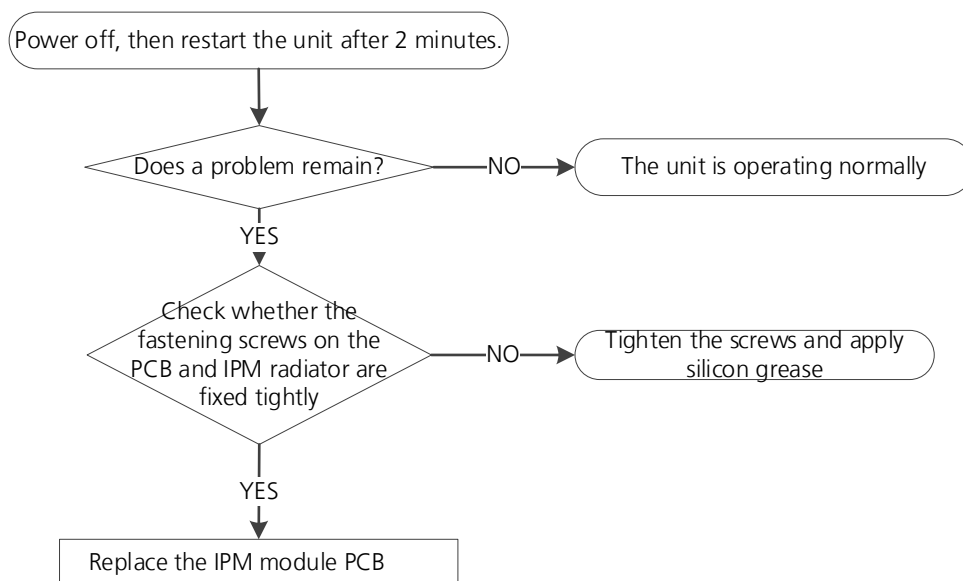 Power off, then restart the unit after 2 minutes.
Does a problem remain?
NO
The unit is operating normally
YES
Check whether the
fastening screws on the
PCB and IPM radiator are
fixed tightly
NO
Tighten the screws and apply
silicon grease
YES
Replace the IPM module PCB